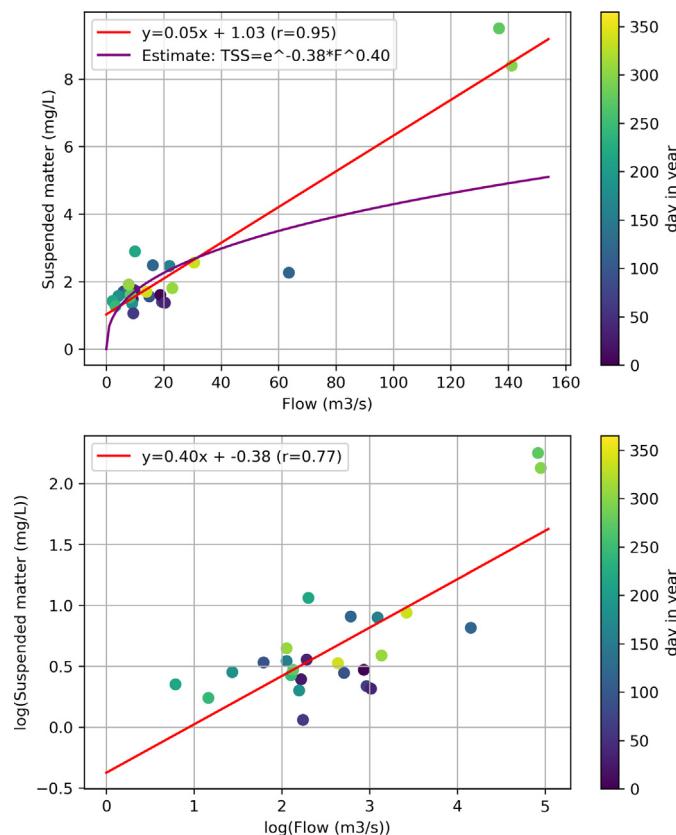 y=0.05x + 1.03 (r=0.95)
Estimate: TSS=e^-0.38*F^0.40
8
6
4
2
0
Suspended matter (mg/L)
0 20 40 60 80 100 120 140 160
Flow (m3/s)
350
300
250
200
150
100
50
0
day in year
y=0.40x + -0.38 (r=0.77)
2.0
1.5
1.0
0.5
0.0
−0.5
log(Suspended matter (mg/L))
0 1 2 3 4 5
log(Flow (m3/s))
350
300
250
200
150
100
50
0
day in year